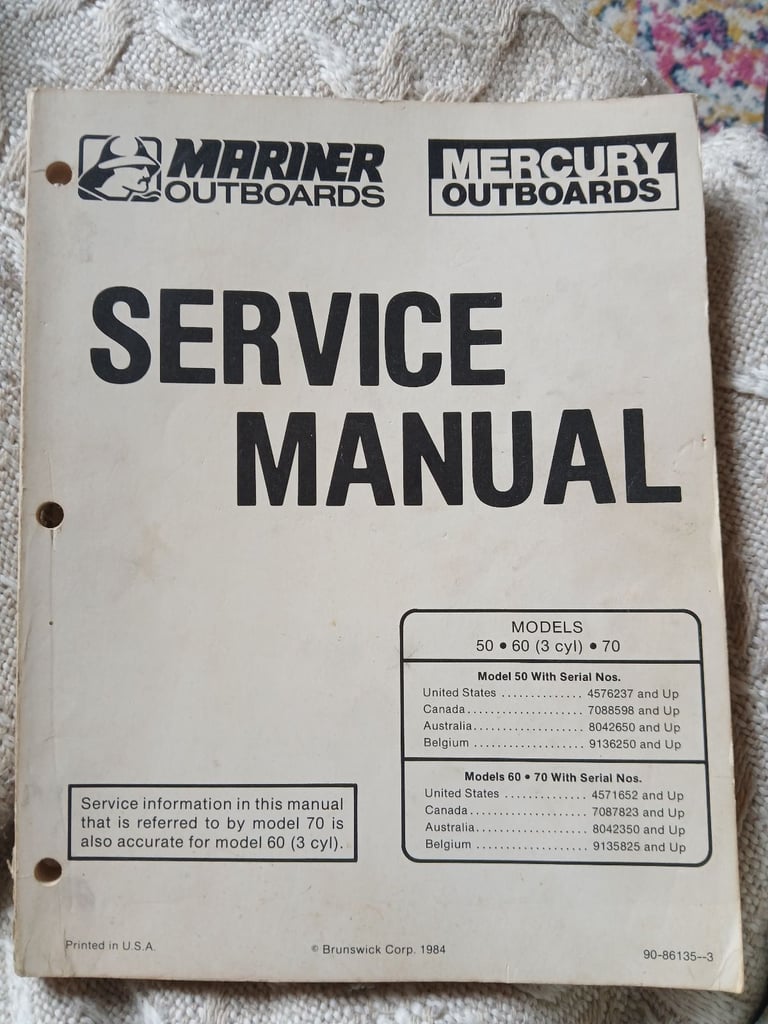 MARINER
OUTBOARDS
MERCURY
OUTBOARDS
SERVICE
MANUAL
MODELS
50 • 60 (3 cyl) • 70
Model 50 With Serial Nos.
United States .............. 4576237 and Up
Canada.................... 7088598 and Up
Australia................... 8042650 and Up
Belgium ................... 9136250 and Up
Models 60 • 70 With Serial Nos.
United States .............. 4571652 and Up
Canada.................... 7087823 and Up
Australia................... 8042350 and Up
Belgium ................... 9135825 and Up
Service information in this manual
that is referred to by model 70 is
also accurate for model 60 (3 cyl).
Printed in U.S.A.
© Brunswick Corp. 1984
90-86135--3